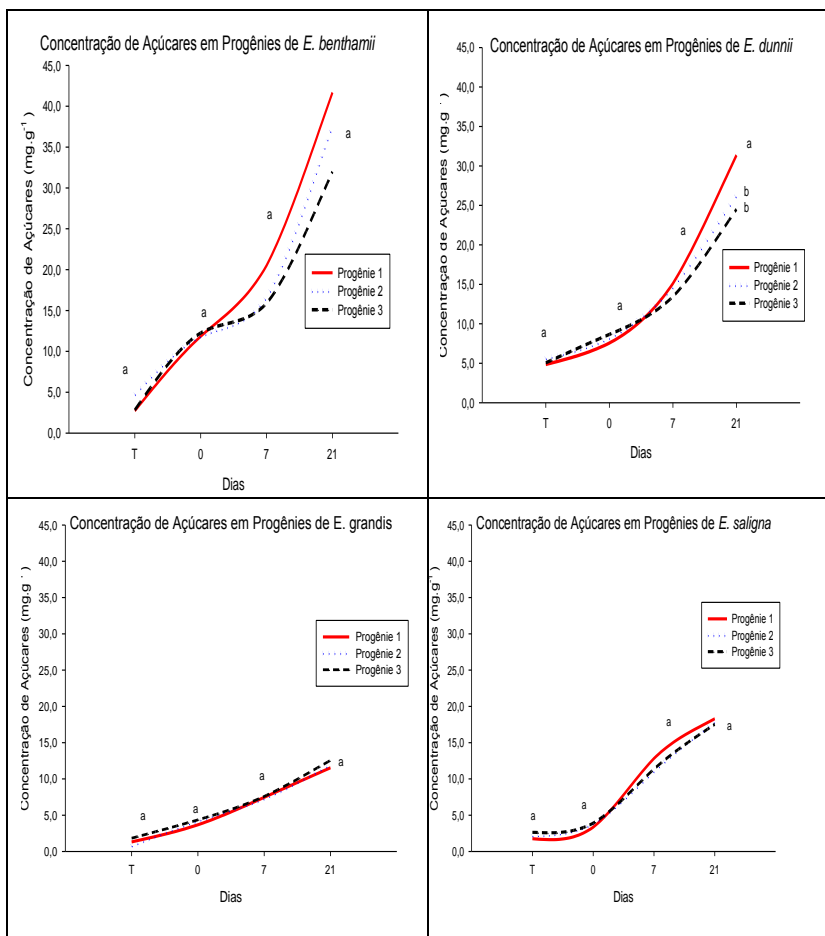 Concentração de Açúcares em Progênies de E. benthamii
Concentração de Açúcares (mg.g⁻¹)
45,0
40,0
35,0
30,0
25,0
20,0
15,0
10,0
5,0
0,0
a
a
a
a
Progênie 1
Progênie 2
Progênie 3
T 0 7 21
Dias
Concentração de Açúcares em Progênies de E. dunnii
Concentração de Açúcares (mg.g
45,0
40,0
35,0
30,0
25,0
20,0
15,0
10,0
5,0
0,0
a
a
a
a
b
b
Progênie 1
Progênie 2
Progênie 3
T 0 7 21
Dias
Concentração de Açúcares em Progênies de E. grandis
Concentração de Açúcares (mg.g )
45,0
40,0
35,0
30,0
25,0
20,0
15,0
10,0
5,0
0,0
Progênie 1
Progênie 2
Progênie 3
a
a
a
a
T 0 7 21
Dias
Concentração de Açúcares em Progênies de E. saligna
Concentração de Açúcares (mg.g⁻¹)
45,0
40,0
35,0
30,0
25,0
20,0
15,0
10,0
5,0
0,0
Progênie 1
Progênie 2
Progênie 3
a
a
a
a
T 0 7 21
Dias